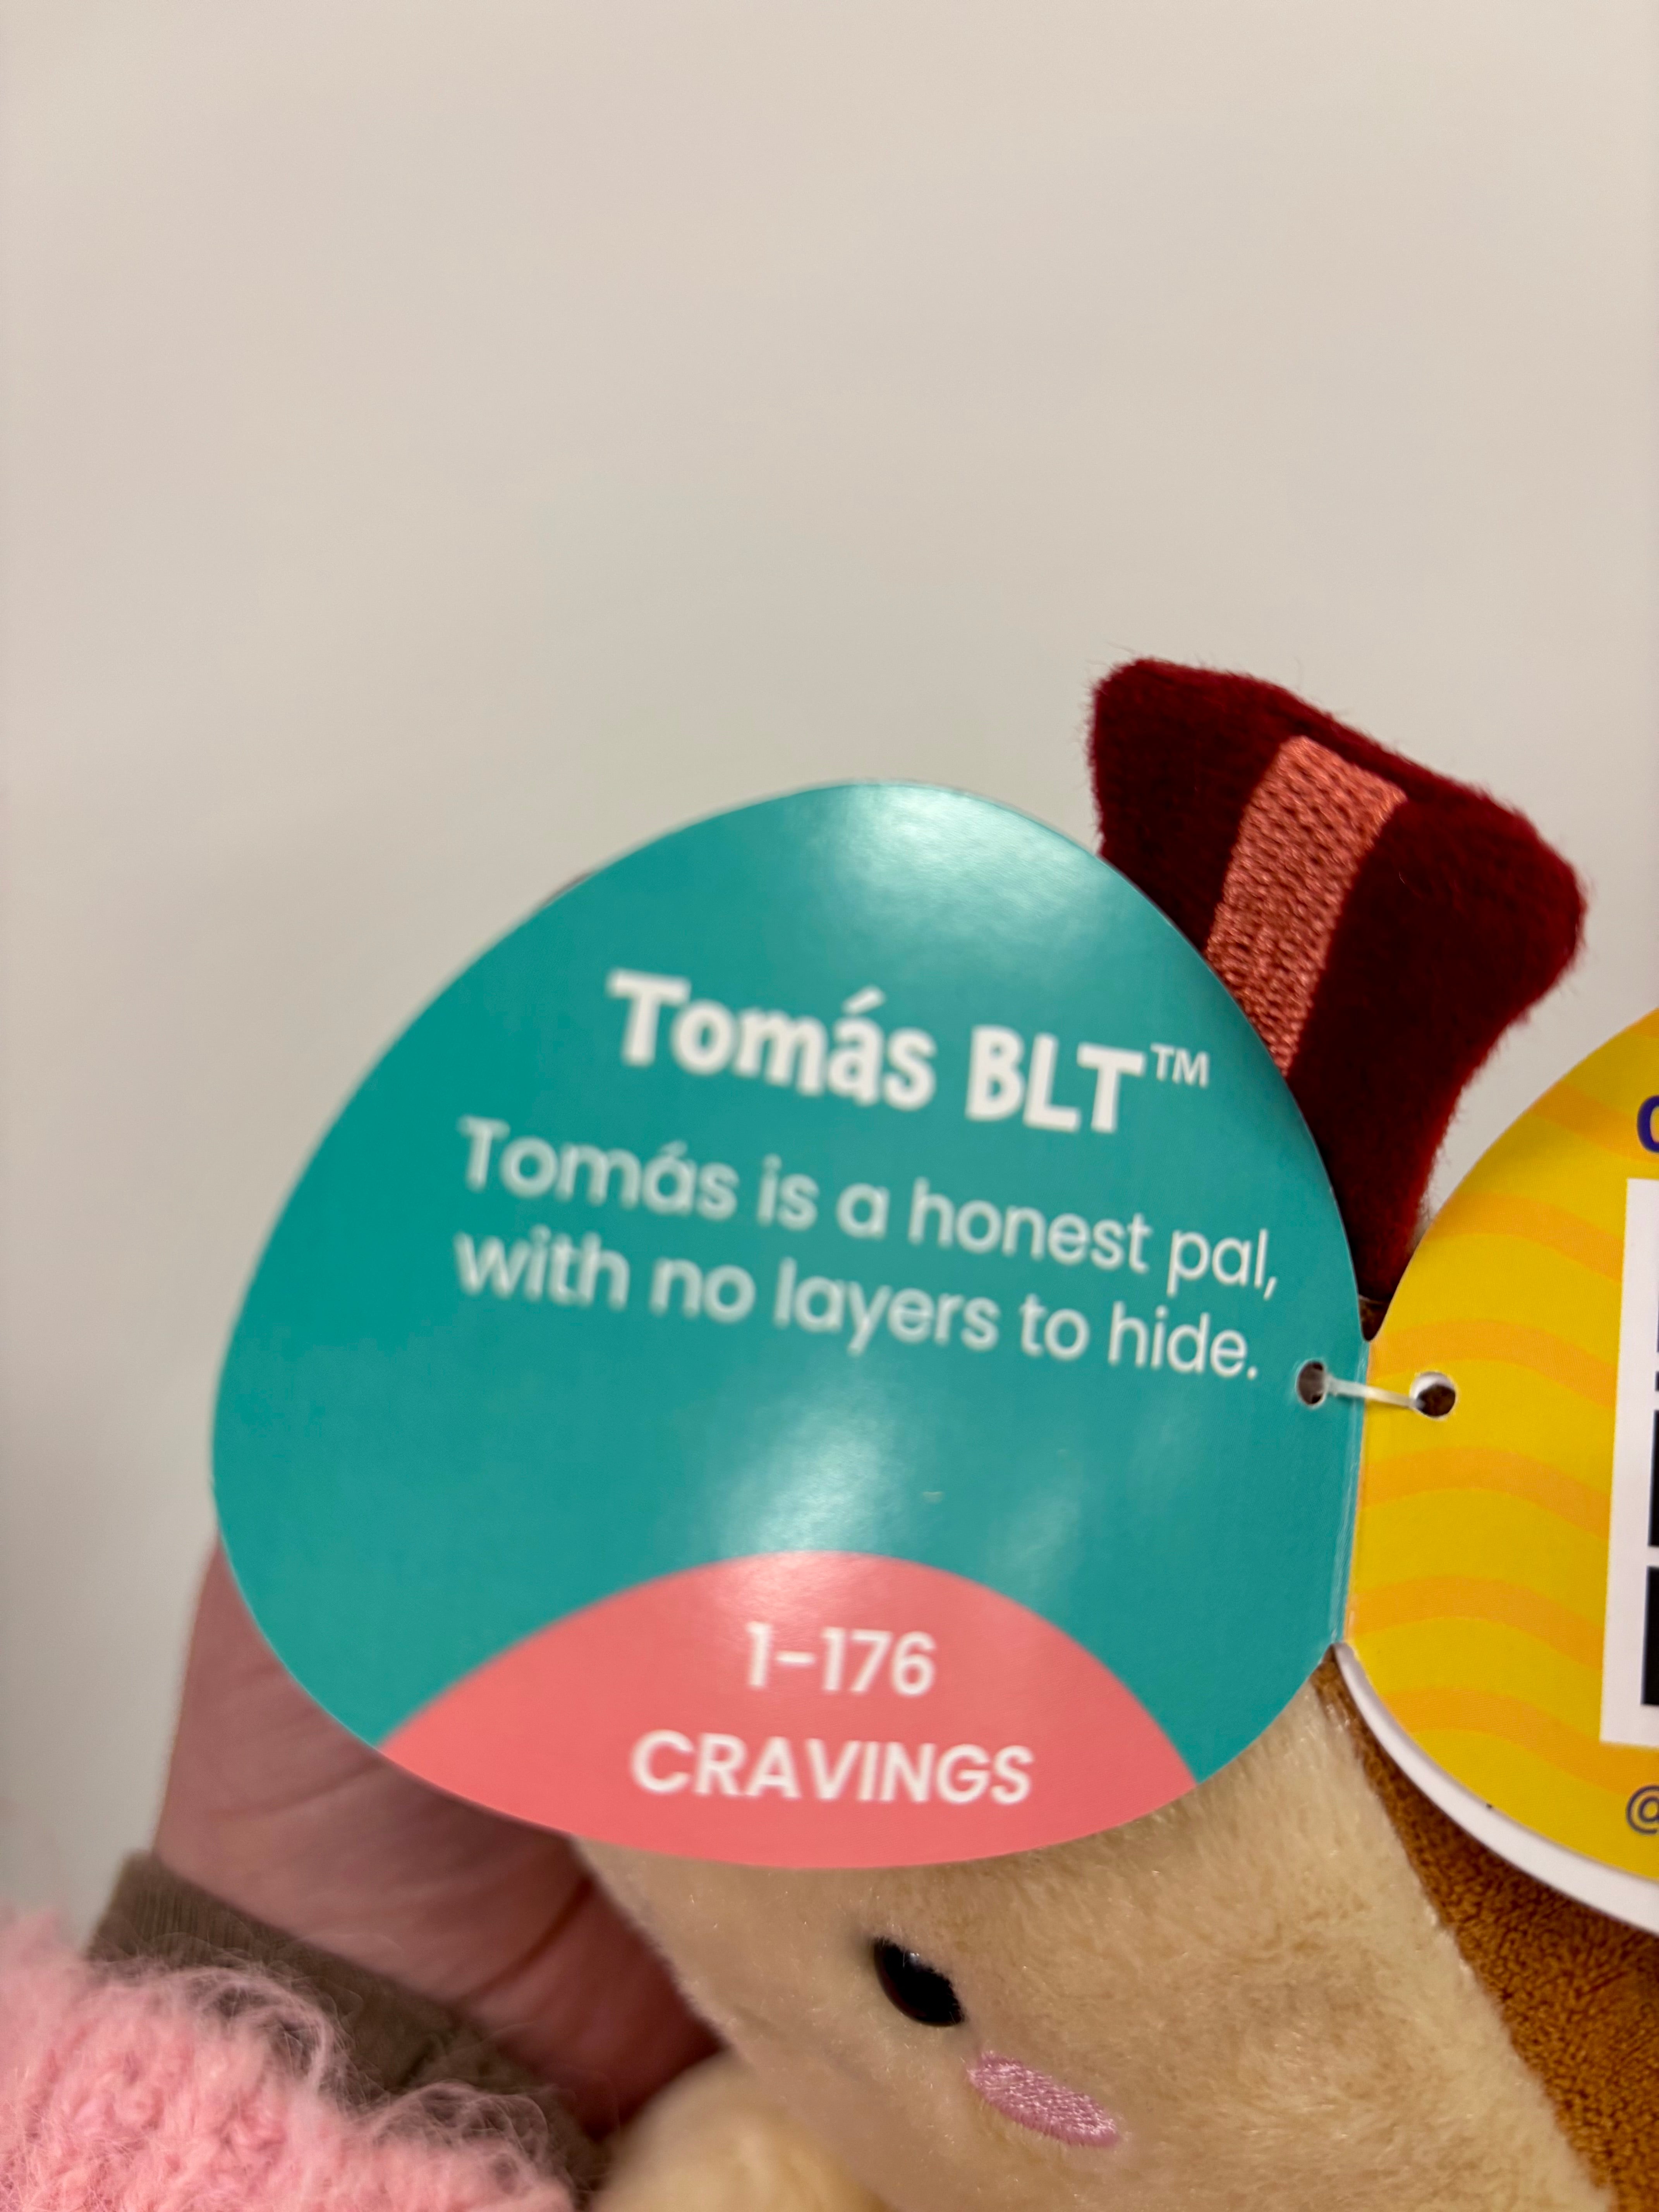 Tomás BLT™
Tomás is a honest pal,
with no layers to hide.
1-176
CRAVINGS
@